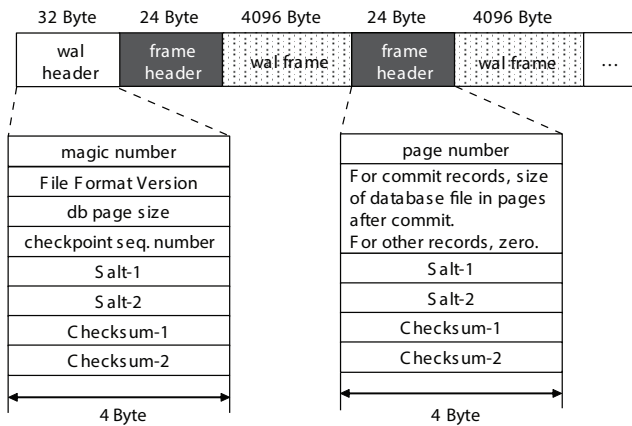 32 Byte 24 Byte 4096 Byte 24 Byte 4096 Byte
wal header
frame header
wal frame
frame header
wal frame
...
magic number
File Format Version
db page size
checkpoint seq. number
Salt-1
Salt-2
Checksum-1
Checksum-2
4 Byte
page number
For commit records, size
of database file in pages
after commit.
For other records, zero.
Salt-1
Salt-2
Checksum-1
Checksum-2
4 Byte